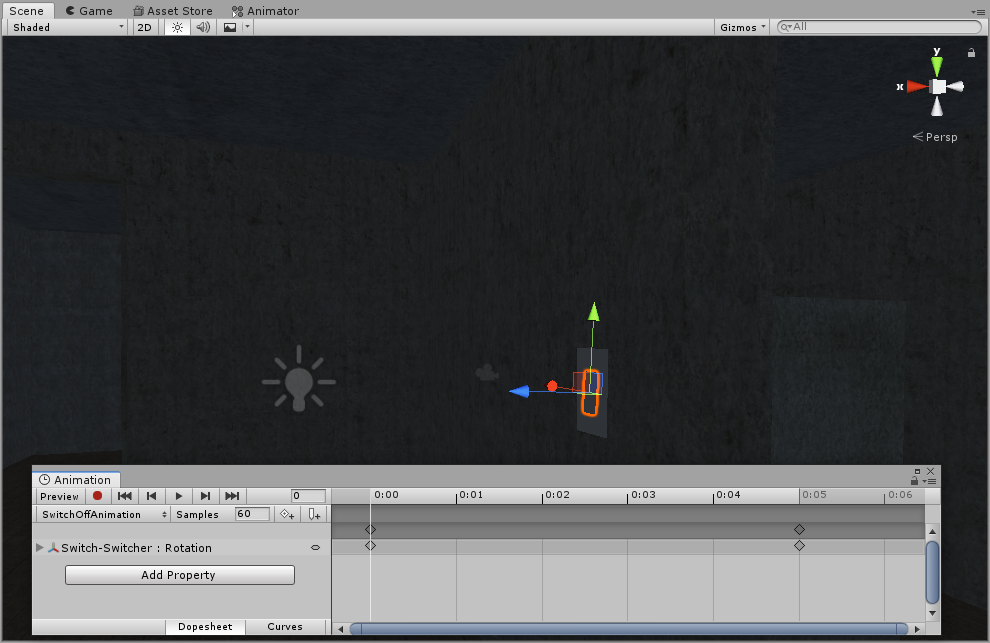 Scene Game Asset Store Animator
Shaded 2D Gizmos All
y
x
Persp
Animation
Preview 0 0:00 0:01 0:02 0:03 0:04 0:05 0:06
SwitchOffAnimation Samples 60
Switch-Switcher : Rotation
Add Property
Dopesheet Curves